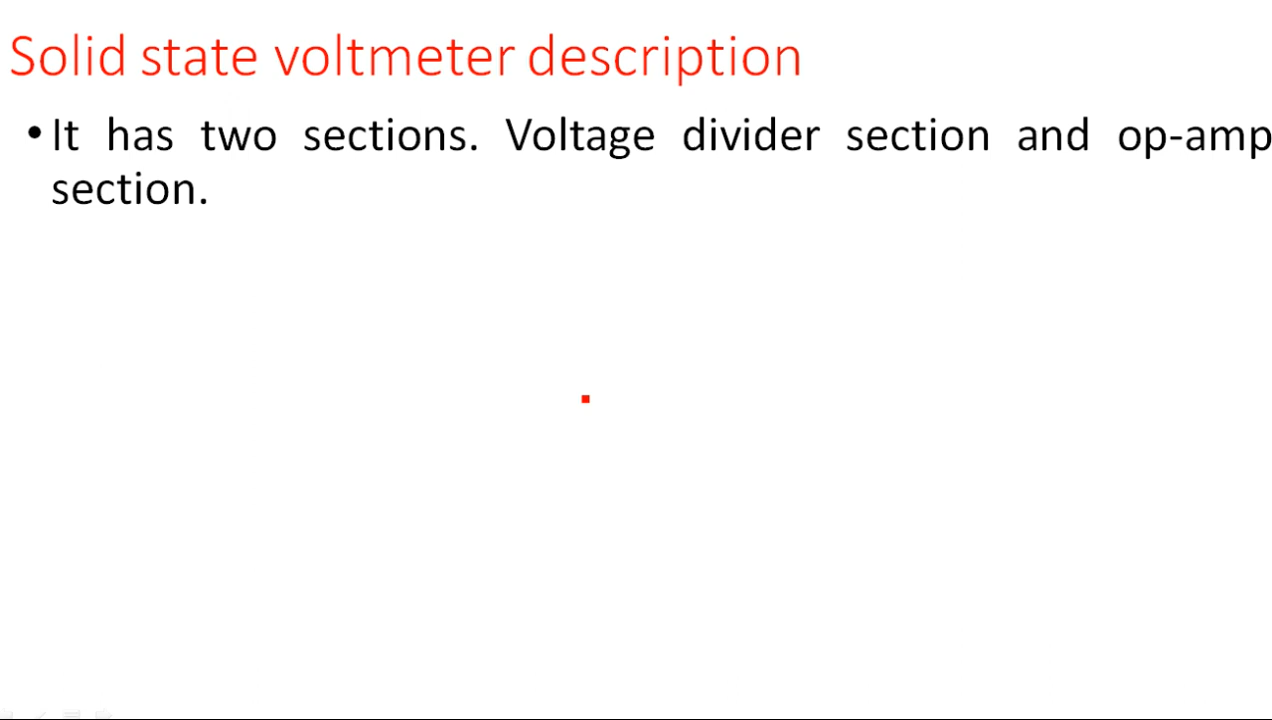 Solid state voltmeter description
• It has two sections. Voltage divider section and op-amp
section.